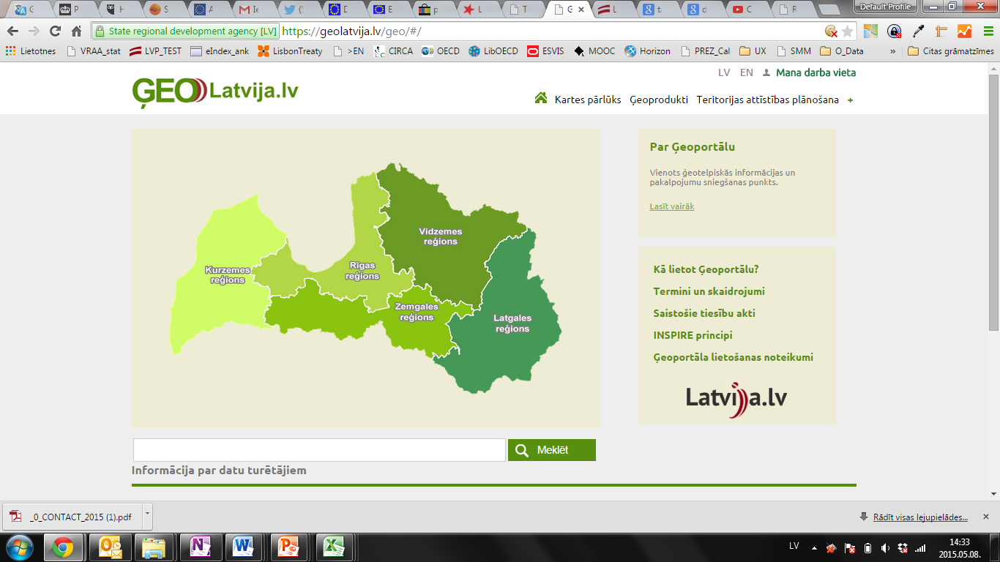 G
P
H
S
A
Ie
(:
E
E
p
L
T
G
L
t
d
C
R
Default Profile
State regional development agency [LV]
https://geolatvija.lv/geo/#/
Lietotnes
VRAA_stat
LVP_TEST
eIndex_ank
LisbonTreaty
>EN
CIRCA
OECD
LibOECD
ESVIS
MOOC
Horizon
PREZ_Cal
UX
SMM
O_Data
»
Citas grāmatzīmes
ĢEO Latvija.lv
LV EN Mana darba vieta
Kartes pārlūks Ģeoprodukti Teritorijas attīstības plānošana +
Kurzemes
reģions
Rīgas
reģions
Vidzemes
reģions
Zemgales
reģions
Latgales
reģions
Par Ģeoportālu
Vienots ģeotelpiskās informācijas un
pakalpojumu sniegšanas punkts.
Lasīt vairāk
Kā lietot Ģeoportālu?
Termini un skaidrojumi
Saistošie tiesību akti
INSPIRE principi
Ģeoportāla lietošanas noteikumi
Latvija.lv
Meklēt
Informācija par datu turētājiem
_0_CONTACT_2015 (1).pdf
Rādīt visas lejupielādes...
LV
14:33
2015.05.08.